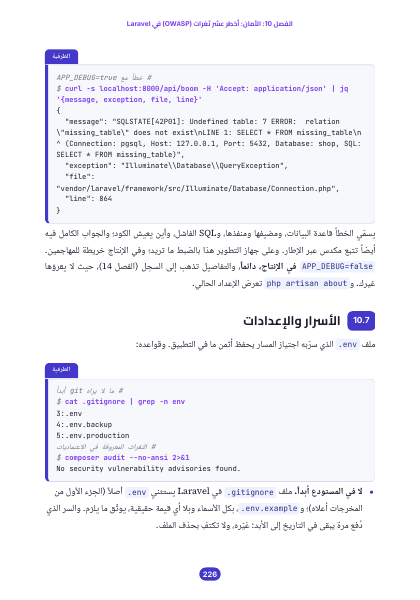 الفصل 10: الأمان: أخطر عشر ثغرات (OWASP) في Laravel
الطرفية
# خطأ مع APP_DEBUG=true
$ curl -s localhost:8000/api/boom -H 'Accept: application/json' | jq
'{message, exception, file, line}'
{
"message": "SQLSTATE[42P01]: Undefined table: 7 ERROR:  relation
\"missing_table\" does not exist\nLINE 1: SELECT * FROM missing_table\n
^ (Connection: pgsql, Host: 127.0.0.1, Port: 5432, Database: shop, SQL:
SELECT * FROM missing_table)",
"exception": "Illuminate\\Database\\QueryException",
"file":
"vendor/laravel/framework/src/Illuminate/Database/Connection.php",
"line": 864
}
يسمّي الخطأ قاعدة البيانات، ومضيفها ومنفذها، وSQL الفاشل، وأين يعيش الكود؛ والجواب الكامل فيه
أيضاً تتبع مكدس عبر الإطار. وعلى جهاز التطوير هذا بالضبط ما تريد؛ وفي الإنتاج خريطة للمهاجمين.
APP_DEBUG=false في الإنتاج، دائماً، والتفاصيل تذهب إلى السجل (الفصل 14)، حيث لا يقرؤها
غيرك. و php artisan about تعرض الإعداد الحالي.
10.7 الأسرار والإعدادات
ملف .env الذي سرّبه اجتياز المسار يحفظ أثمن ما في التطبيق. وقواعده:
الطرفية
# ما لا يراه git أبداً
$ cat .gitignore | grep -n env
3:.env
4:.env.backup
5:.env.production
# الثغرات المعروفة في الاعتماديات
$ composer audit --no-ansi 2>&1
No security vulnerability advisories found.
• لا في المستودع أبداً. ملف .gitignore في Laravel يستثني .env أصلاً (الجزء الأول من
المخرجات أعلاه)؛ و .env.example ، بكل الأسماء وبلا أي قيمة حقيقية، يوثّق ما يلزم. والسر الذي
دُفع مرة يبقى في التاريخ إلى الأبد: غيّره، ولا تكتفِ بحذف الملف.
226